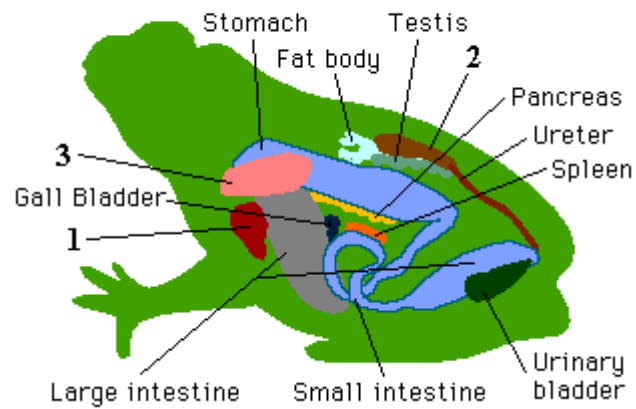 Stomach
Testis
Fat body
2
Pancreas
Ureter
3
Spleen
Gall Bladder
1
Large intestine
Small intestine
Urinary
bladder